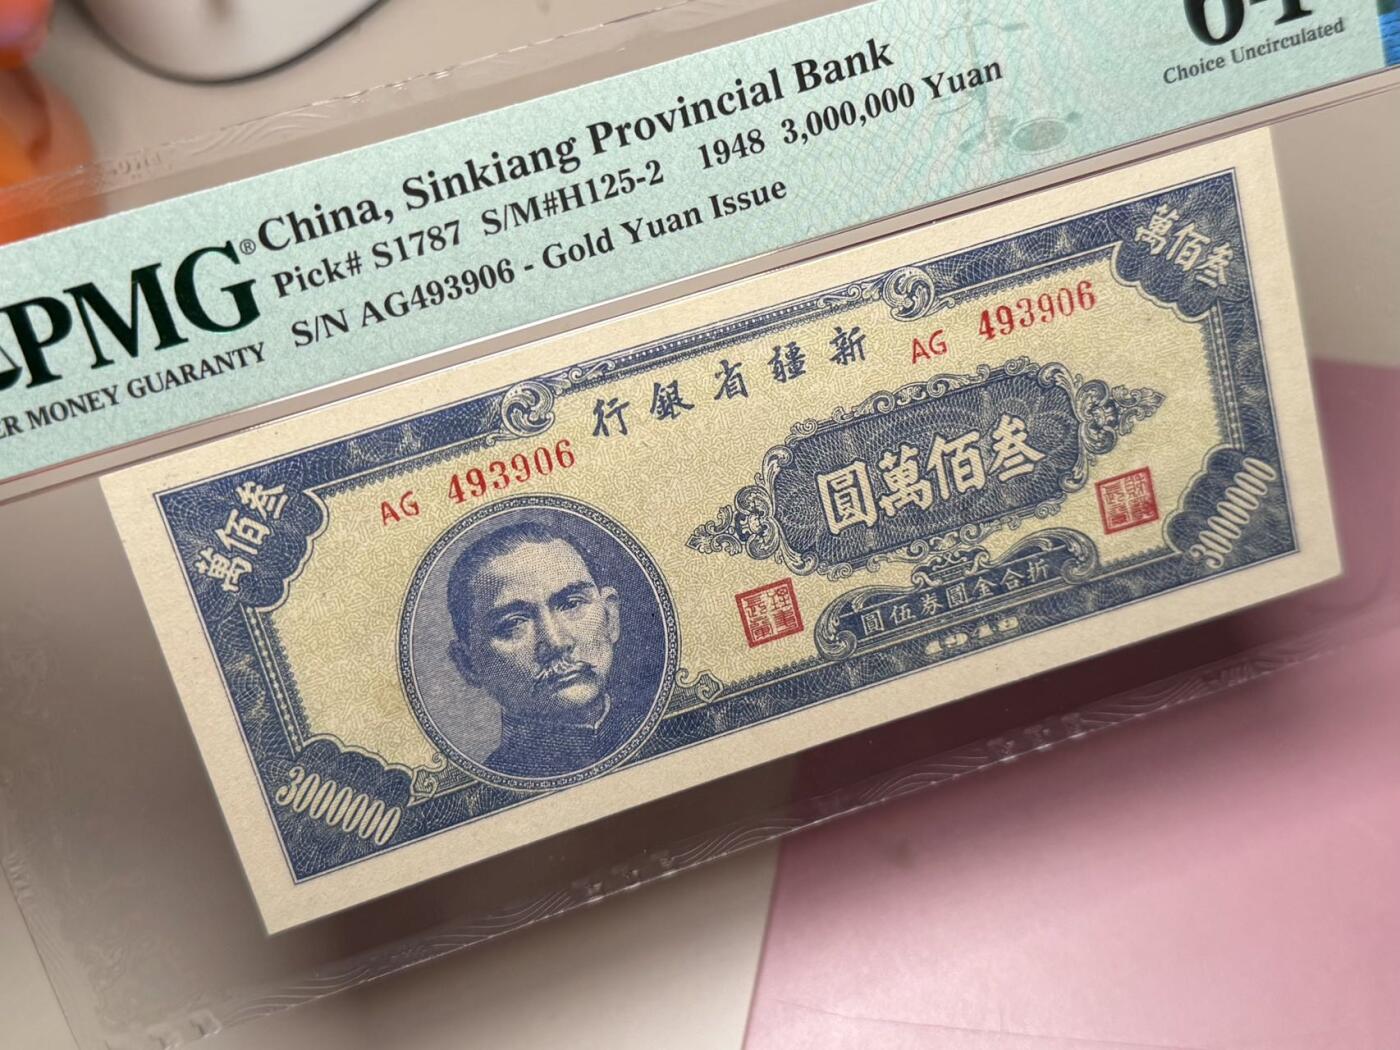 China, Sinkiang Provincial Bank
Pick# S1787 S/M#H125-2 1948 3,000,000 Yuan
S/N AG493906 - Gold Yuan Issue
PMG®
ER MONEY GUARANTY
64
Choice Uncirculated
叁佰萬
叁佰萬
新疆省銀行
AG 493906
AG 493906
叁佰萬圓
折合金圓券伍圓
1948
3000000
3000000